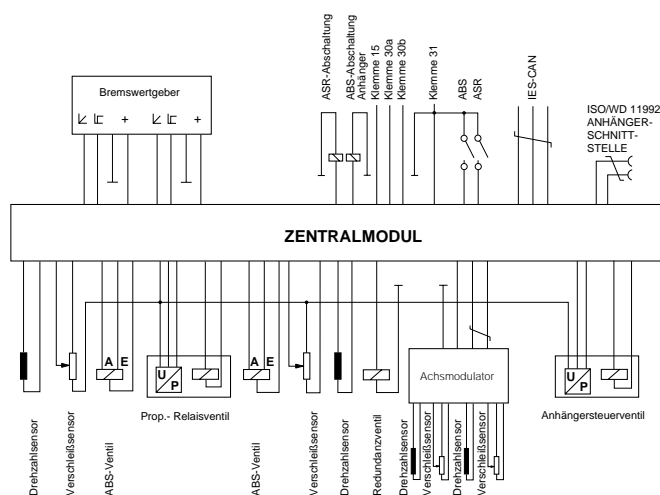 ASR-Abschaltung
ABS-Abschaltung
Anhänger
Klemme 15
Klemme 30a
Klemme 30b
Klemme 31
ABS
ASR
IES-CAN
ISO/WD 11992
ANHÄNGER-
SCHNITT-
STELLE
Bremswertgeber
+
+
ZENTRALMODUL
A E
U
P
A E
U
P
Achsmodulator
Prop.- Relaisventil
Anhängersteuerventil
Drehzahlsensor
Verschleißsensor
ABS-Ventil
ABS-Ventil
Verschleißsensor
Drehzahlsensor
Redundanzventil
Drehzahlsensor
Verschleißsensor
Drehzahlsensor
Verschleißsensor